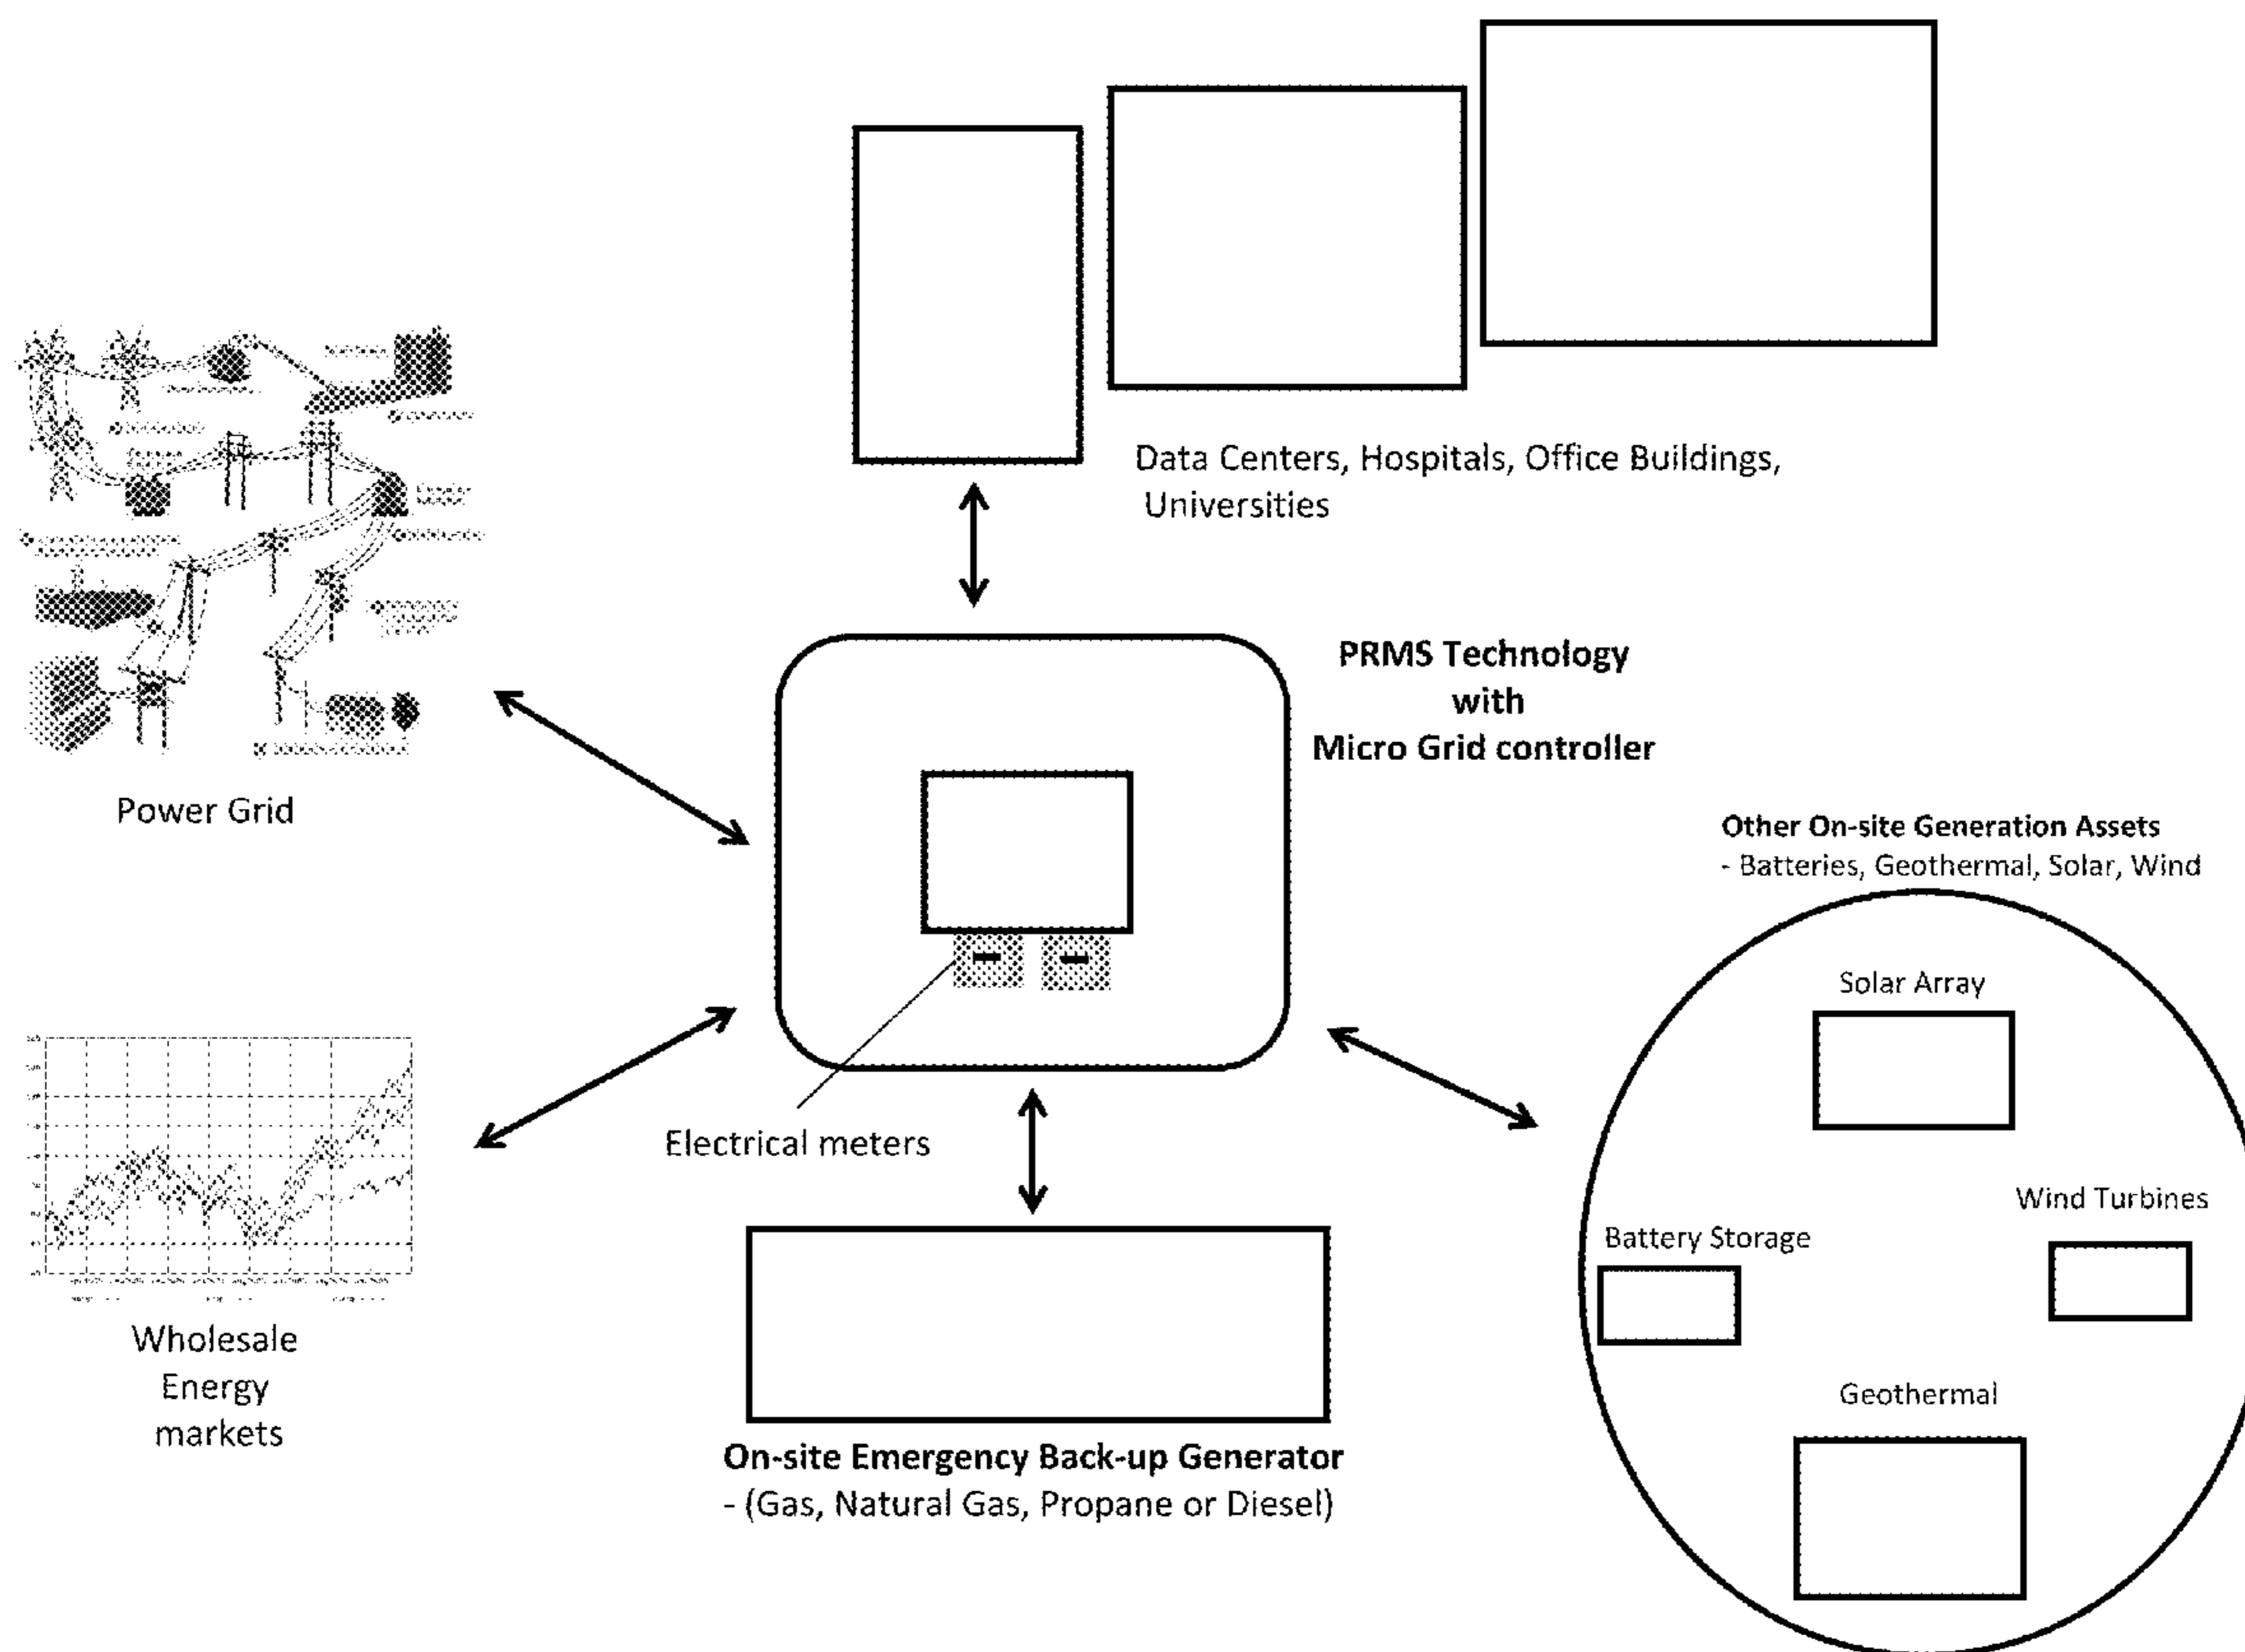 Data Centers, Hospitals, Office Buildings,
Universities
PRMS Technology
with
Micro Grid controller
Power Grid
Other On-site Generation Assets
- Batteries, Geothermal, Solar, Wind
Solar Array
Electrical meters
Wind Turbines
Battery Storage
Wholesale
Energy
markets
Geothermal
On-site Emergency Back-up Generator
- (Gas, Natural Gas, Propane or Diesel)